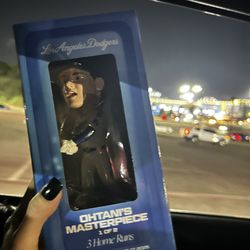 Los Angeles Dodgers
OHTANI'S
MASTERPIECE
1 OF 2
3 Home Runs